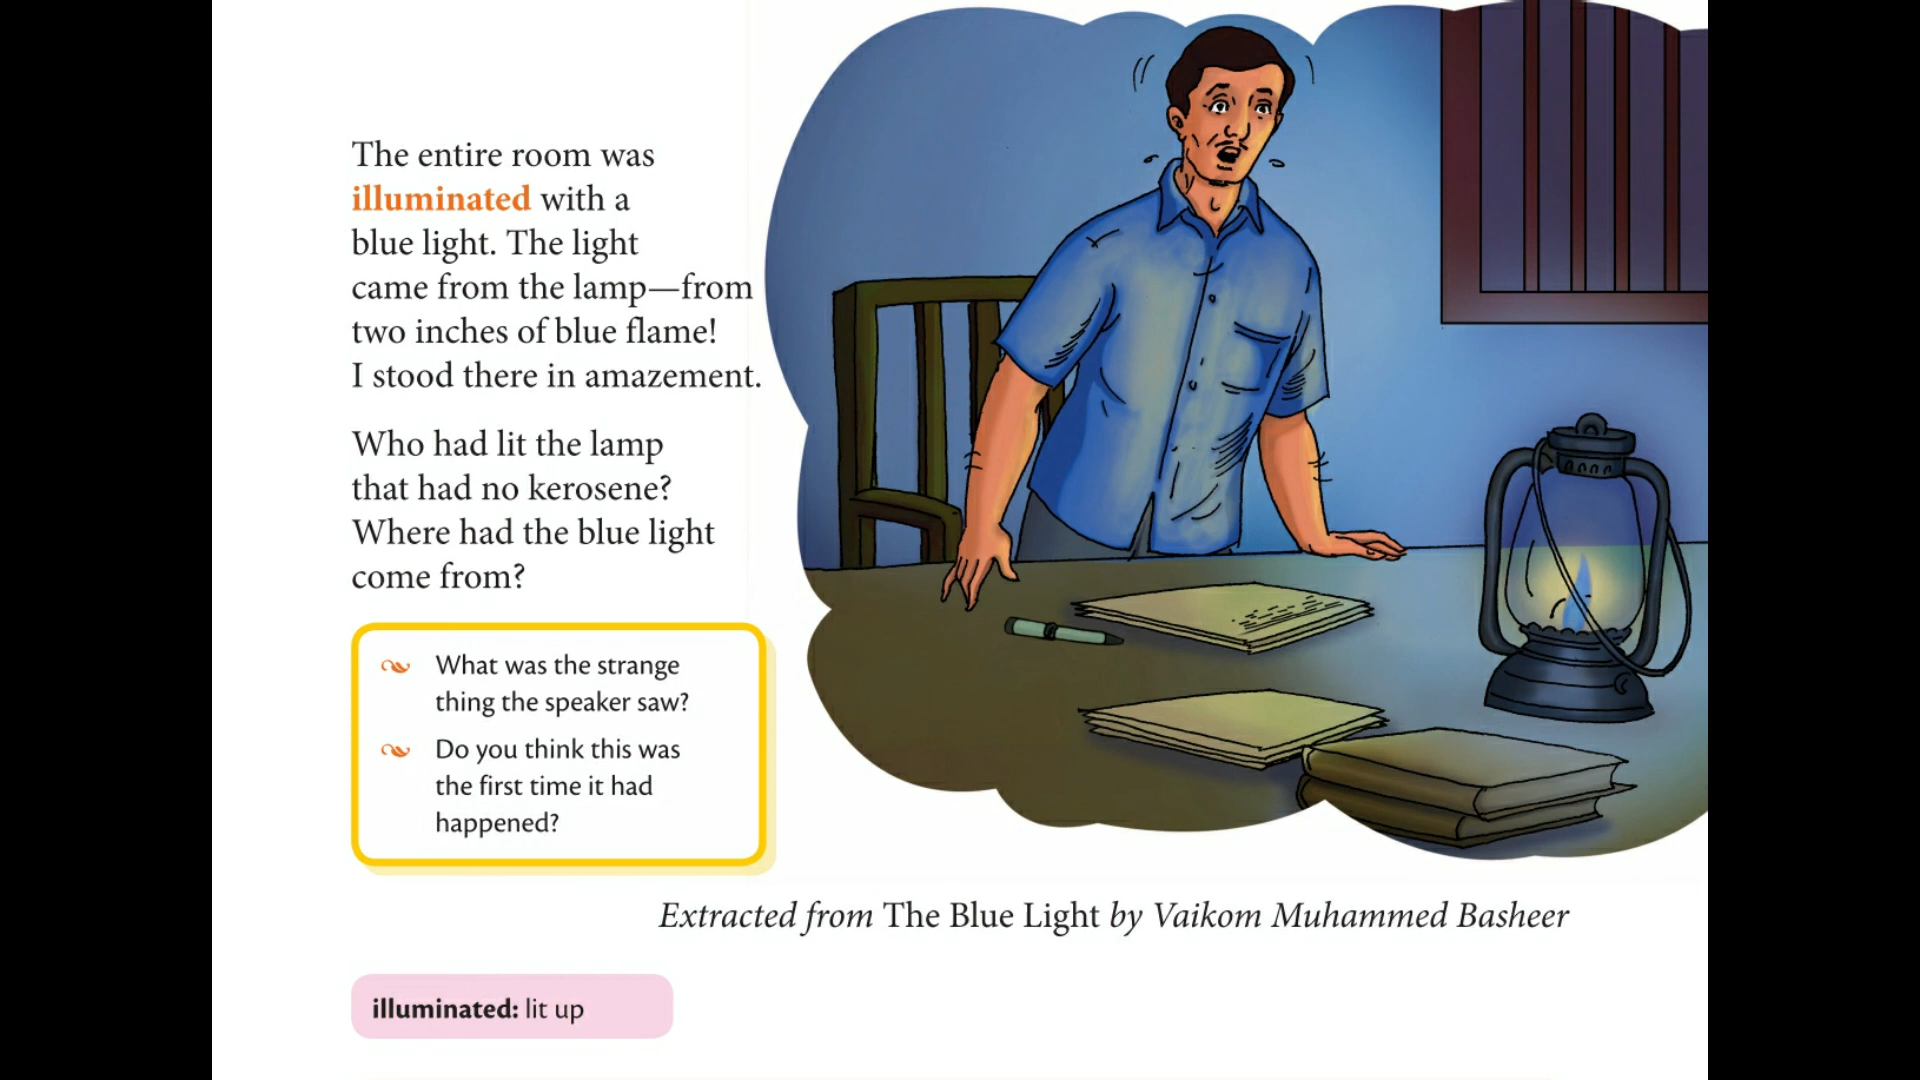 The entire room was
illuminated with a
blue light. The light
came from the lamp—from
two inches of blue flame!
I stood there in amazement.
Who had lit the lamp
that had no kerosene?
Where had the blue light
come from?
What was the strange
thing the speaker saw?
Do you think this was
the first time it had
happened?
Extracted from The Blue Light by Vaikom Muhammed Basheer
illuminated: lit up